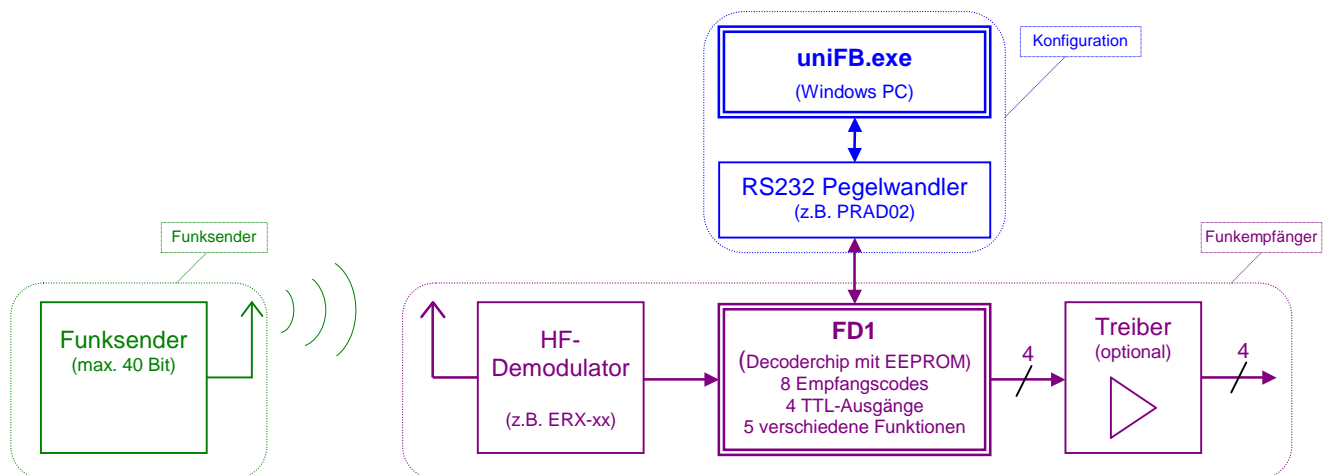 uniFB.exe
(Windows PC)
Konfiguration
RS232 Pegelwandler
(z.B. PRAD02)
Funksender
Funkempfänger
Funksender
(max. 40 Bit)
HF-
Demodulator
(z.B. ERX-xx)
FD1
(Decoderchip mit EEPROM)
8 Empfangscodes
4 TTL-Ausgänge
5 verschiedene Funktionen
4
Treiber
(optional)
4